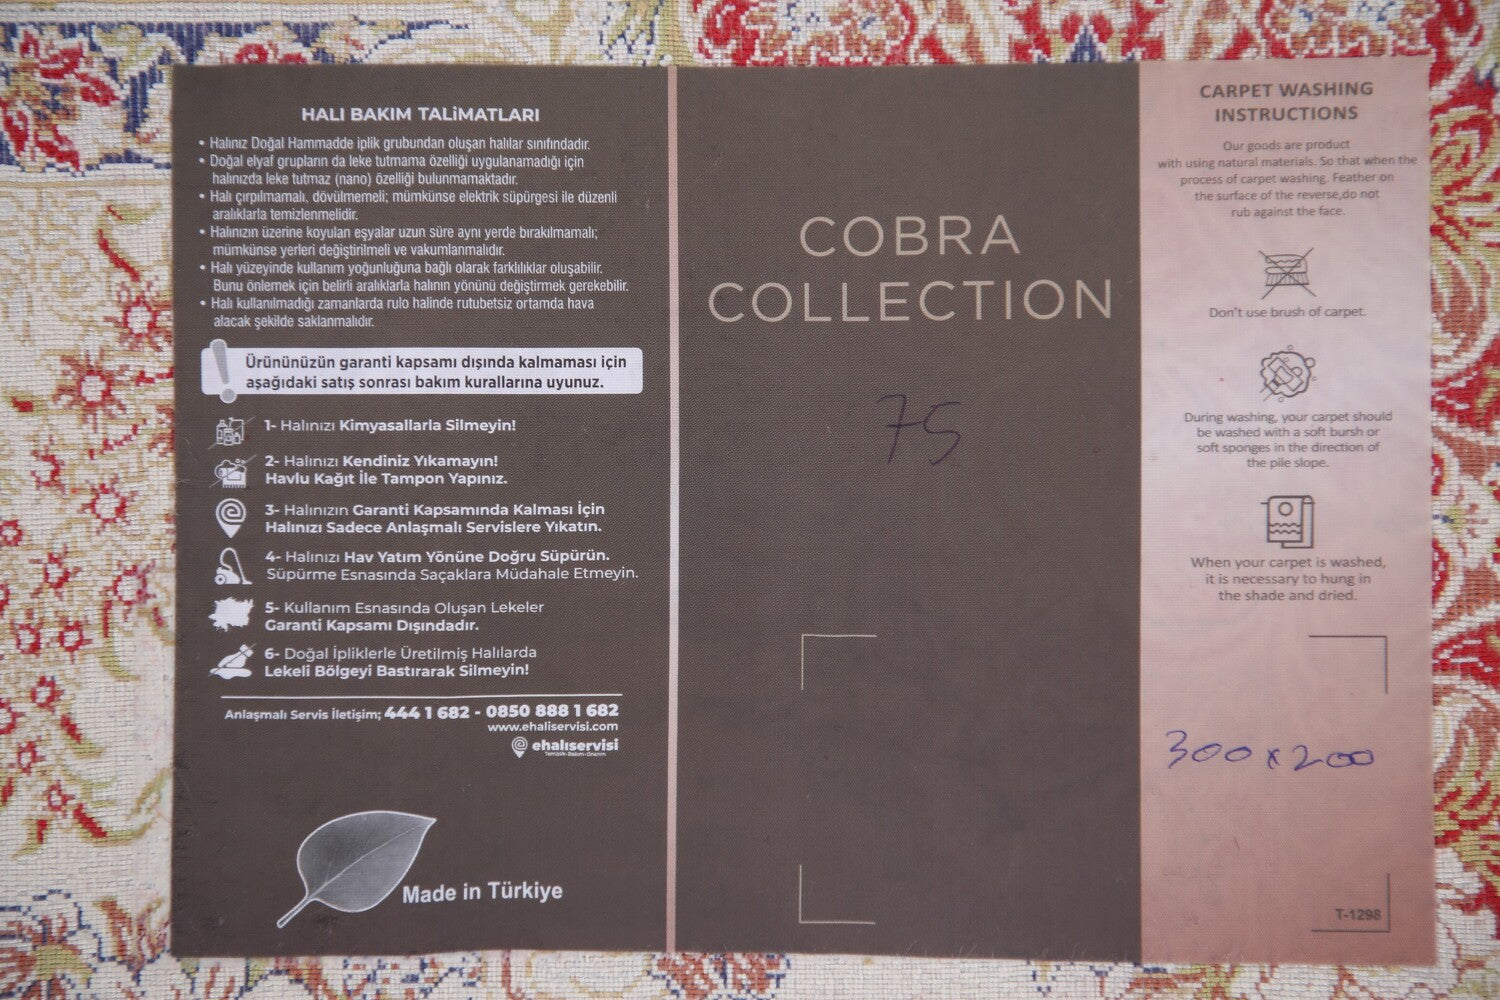 HALI BAKIM TALİMATLARI
• Halınız Doğal Hammadde iplik grubundan oluşan halılar sınıfındadır.
• Doğal elyaf grupların da leke tutmama özelliği uygulanamadığı için
halınızda leke tutmaz (nano) özelliği bulunmamaktadır.
• Halı çırpılmamalı, dövülmemeli; mümkünse elektrik süpürgesi ile düzenli
aralıklarla temizlenmelidir.
• Halınızın üzerine koyulan eşyalar uzun süre aynı yerde bırakılmamalı;
mümkünse yerleri değiştirilmeli ve vakumlanmalıdır.
• Halı yüzeyinde kullanım yoğunluğuna bağlı olarak farklılıklar oluşabilir.
Bunu önlemek için belirli aralıklarla halının yönünü değiştirmek gerekebilir.
• Halı kullanılmadığı zamanlarda rulo halinde rutubetsiz ortamda hava
alacak şekilde saklanmalıdır.
Ürününüzün garanti kapsamı dışında kalmaması için
aşağıdaki satış sonrası bakım kurallarına uyunuz.
1- Halınızı Kimyasallarla Silmeyin!
2- Halınızı Kendiniz Yıkamayın!
Havlu Kağıt İle Tampon Yapınız.
3- Halınızın Garanti Kapsamında Kalması İçin
Halınızı Sadece Anlaşmalı Servislere Yıkatın.
4- Halınızı Hav Yatım Yönüne Doğru Süpürün.
Süpürme Esnasında Saçaklara Müdahale Etmeyin.
5- Kullanım Esnasında Oluşan Lekeler
Garanti Kapsamı Dışındadır.
6- Doğal İpliklerle Üretilmiş Halılarda
Lekeli Bölgeyi Bastırarak Silmeyin!
Anlaşmalı Servis İletişim; 444 1 682 - 0850 888 1 682
www.ehaliservisi.com
ehalıservisi
Temizlik-Bakım-Onarım
Made in Türkiye
COBRA
COLLECTION
75
CARPET WASHING
INSTRUCTIONS
Our goods are product
with using natural materials. So that when the
process of carpet washing. Feather on
the surface of the reverse,do not
rub against the face.
Don't use brush of carpet.
During washing, your carpet should
be washed with a soft bursh or
soft sponges in the direction of
the pile slope.
When your carpet is washed,
it is necessary to hung in
the shade and dried.
300 x 200
T-1298